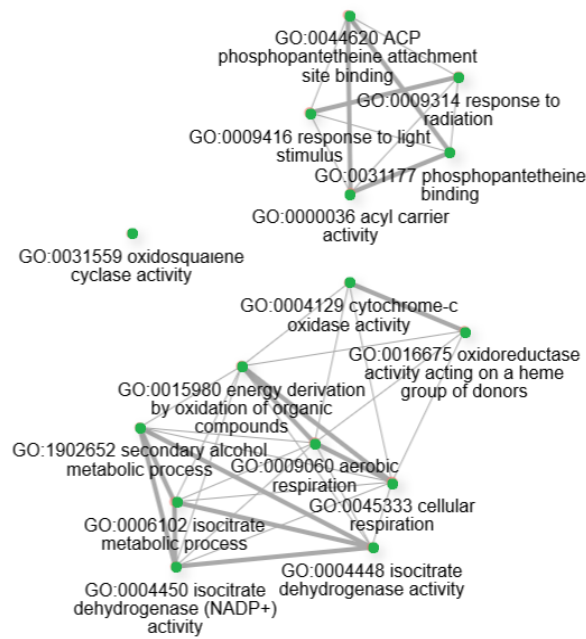 GO:0044620 ACP
phosphopantetheine attachment
site binding
GO:0009314 response to
radiation
GO:0009416 response to light
stimulus
GO:0031177 phosphopantetheine
binding
GO:0000036 acyl carrier
activity
GO:0031559 oxidosqualene
cyclase activity
GO:0004129 cytochrome-c
oxidase activity
GO:0016675 oxidoreductase
activity acting on a heme
group of donors
GO:0015980 energy derivation
by oxidation of organic
compounds
GO:1902652 secondary alcohol
metabolic process
GO:0009060 aerobic
respiration
GO:0045333 cellular
respiration
GO:0006102 isocitrate
metabolic process
GO:0004448 isocitrate
dehydrogenase activity
GO:0004450 isocitrate
dehydrogenase (NADP+)
activity